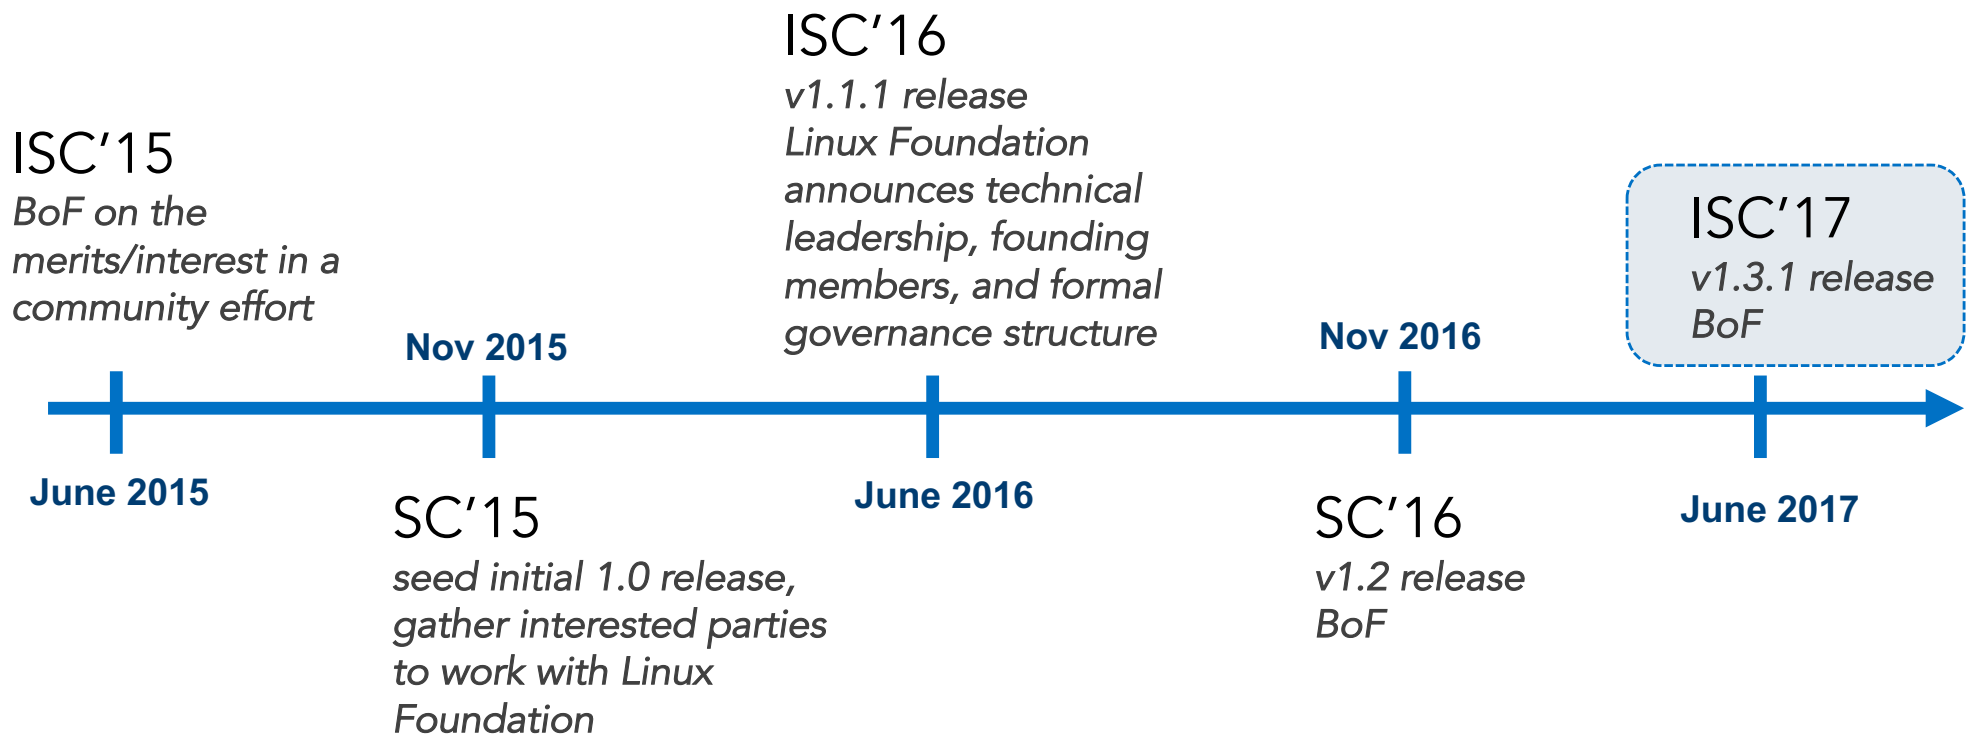 ISC'15
BoF on the
merits/interest in a
community effort
June 2015
Nov 2015
SC'15
seed initial 1.0 release,
gather interested parties
to work with Linux
Foundation
ISC'16
v1.1.1 release
Linux Foundation
announces technical
leadership, founding
members, and formal
governance structure
June 2016
Nov 2016
SC'16
v1.2 release
BoF
ISC'17
v1.3.1 release
BoF
June 2017